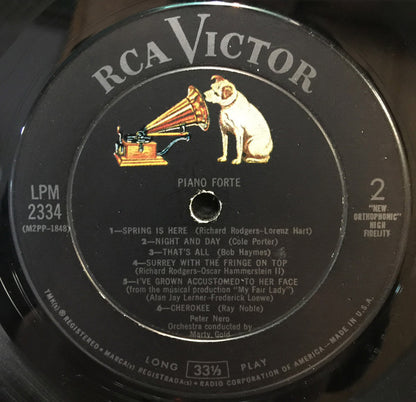 RCA VICTOR
PIANO FORTE
LPM
2334
(M2PP-1848)
2
"NEW
ORTHOPHONIC"
HIGH
FIDELITY
1—SPRING IS HERE (Richard Rodgers-Lorenz Hart)
2—NIGHT AND DAY (Cole Porter)
3—THAT'S ALL (Bob Haymes)
4—SURREY WITH THE FRINGE ON TOP
(Richard Rodgers-Oscar Hammerstein II)
5—I'VE GROWN ACCUSTOMED TO HER FACE
(from the musical production "My Fair Lady")
(Alan Jay Lerner-Frederick Loewe)
6—CHEROKEE (Ray Noble)
Peter Nero
Orchestra conducted by
Marty Gold
LONG 33⅓ PLAY
TMK(s) ® REGISTERED • MARCA(s) REGISTRADA(s) • RADIO CORPORATION OF AMERICA—MADE IN U.S.A.